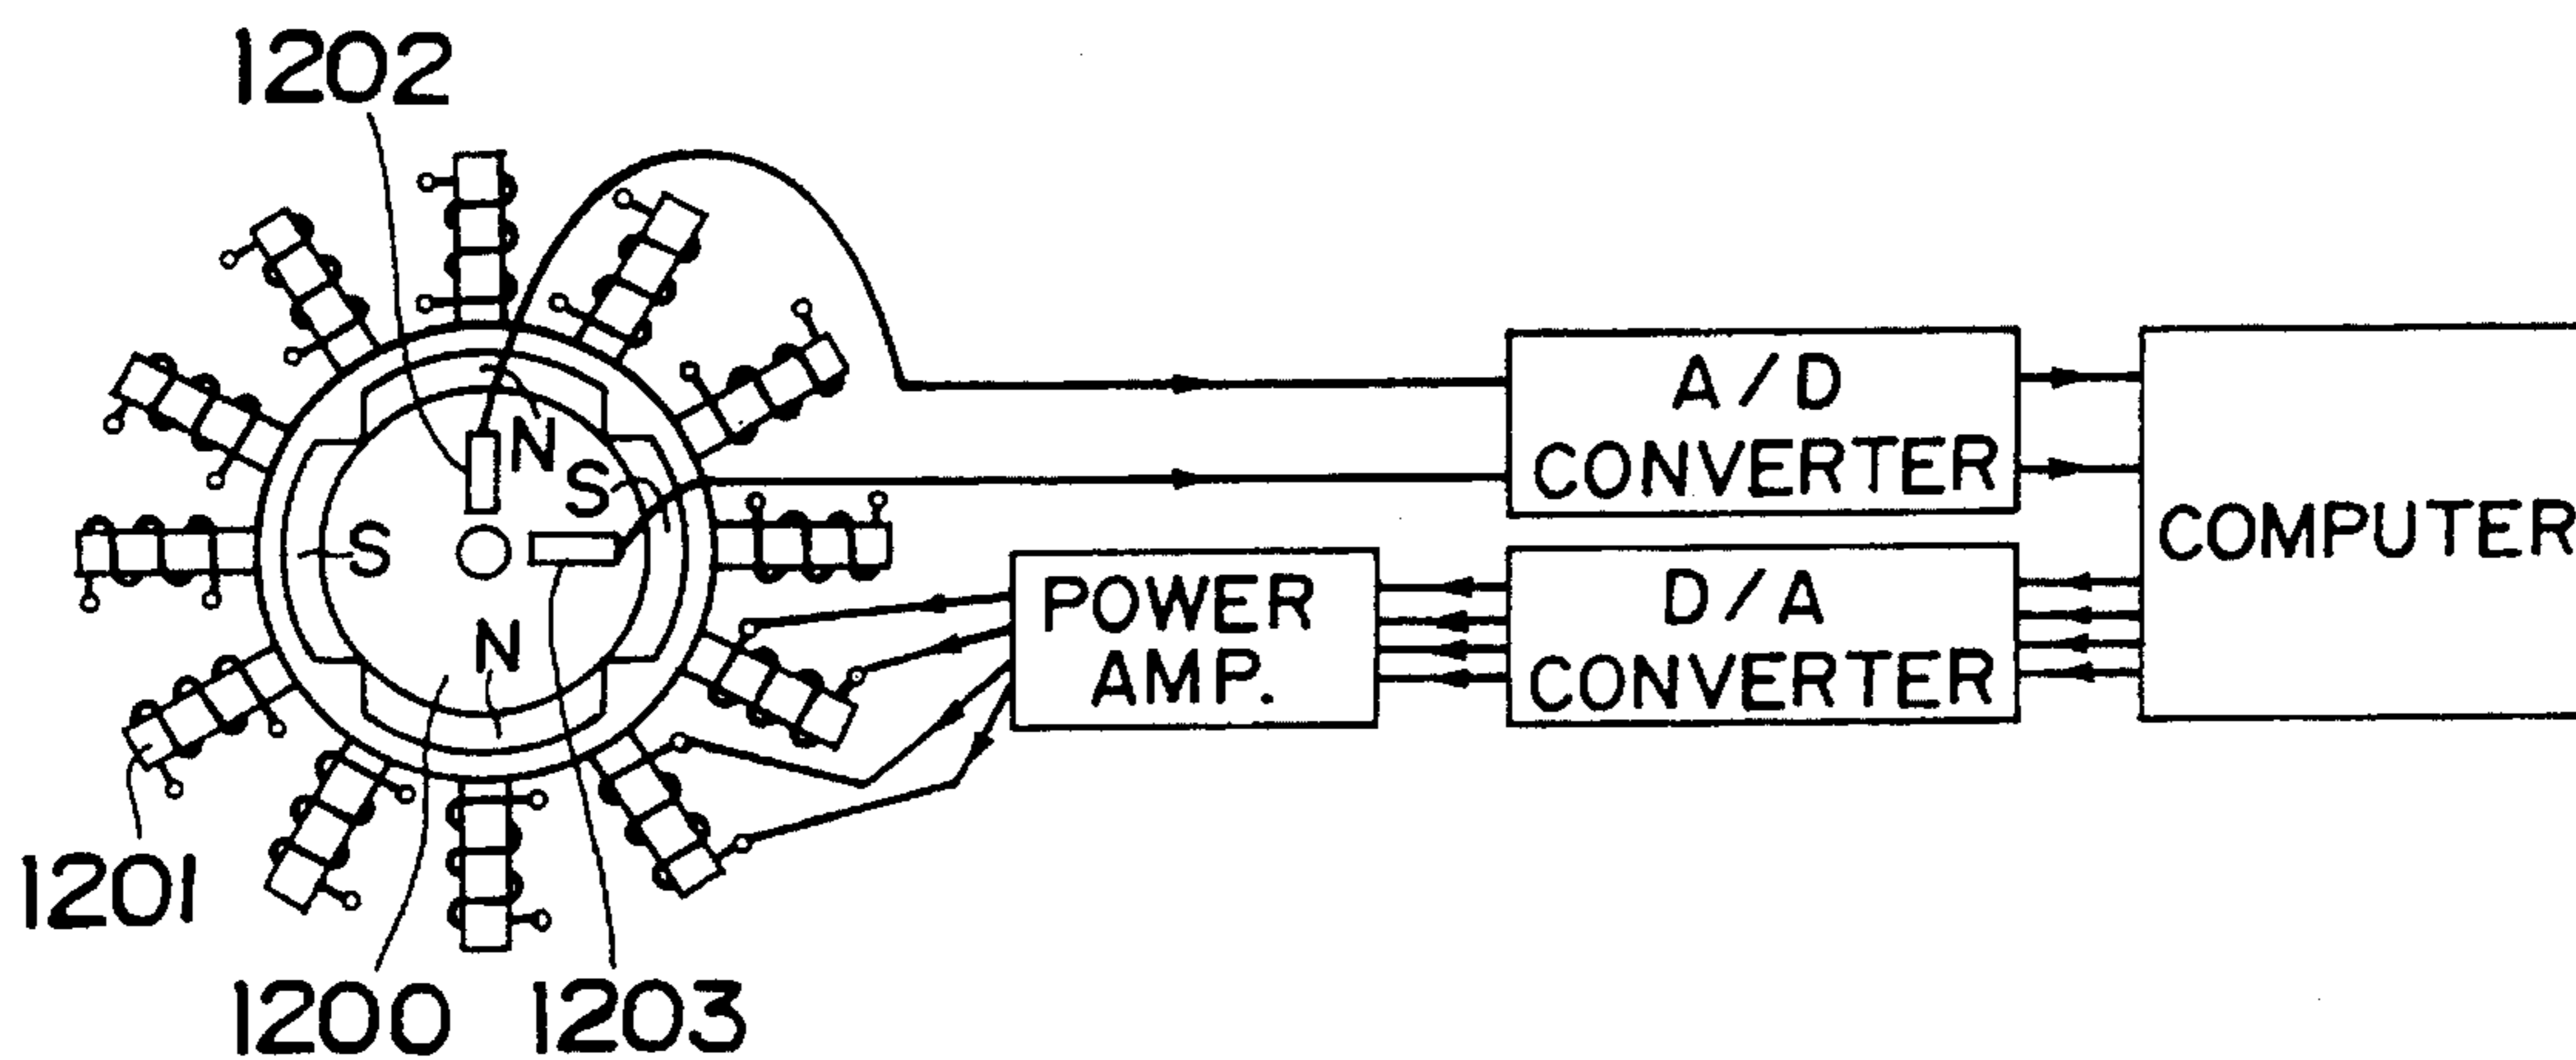 1202
N
S
S
N
1201
1200
1203
A/D
CONVERTER
POWER
AMP.
D/A
CONVERTER
COMPUTER